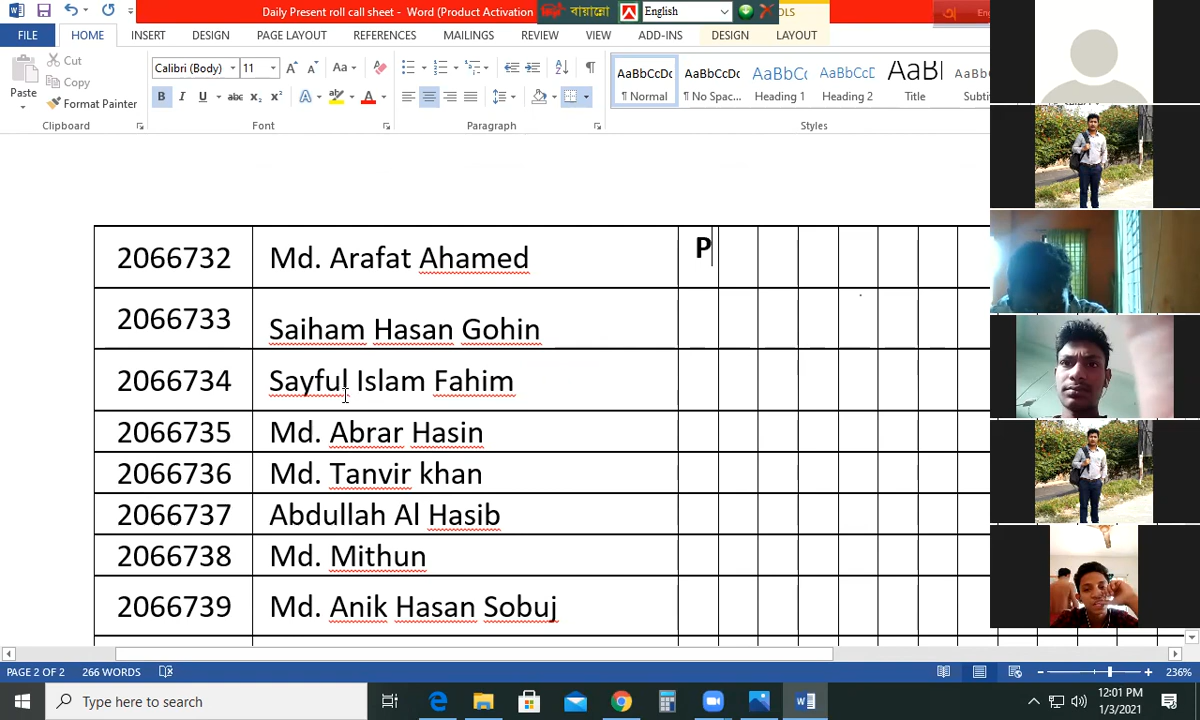 Daily Present roll call sheet - Word (Product Activation
বায়ান্নো
English
FILE HOME INSERT DESIGN PAGE LAYOUT REFERENCES MAILINGS REVIEW VIEW ADD-INS DESIGN LAYOUT
Paste
Cut
Copy
Format Painter
Calibri (Body) 11
AaBbCcDc AaBbCcDc AaBbCc AaBbCcC AaBl AaBbC
¶ Normal ¶ No Spac... Heading 1 Heading 2 Title Subtit
Clipboard Font Paragraph Styles
2066732 Md. Arafat Ahamed P
2066733 Saiham Hasan Gohin
2066734 Sayful Islam Fahim
2066735 Md. Abrar Hasin
2066736 Md. Tanvir khan
2066737 Abdullah Al Hasib
2066738 Md. Mithun
2066739 Md. Anik Hasan Sobuj
PAGE 2 OF 2 266 WORDS 236%
Type here to search
12:01 PM
1/3/2021